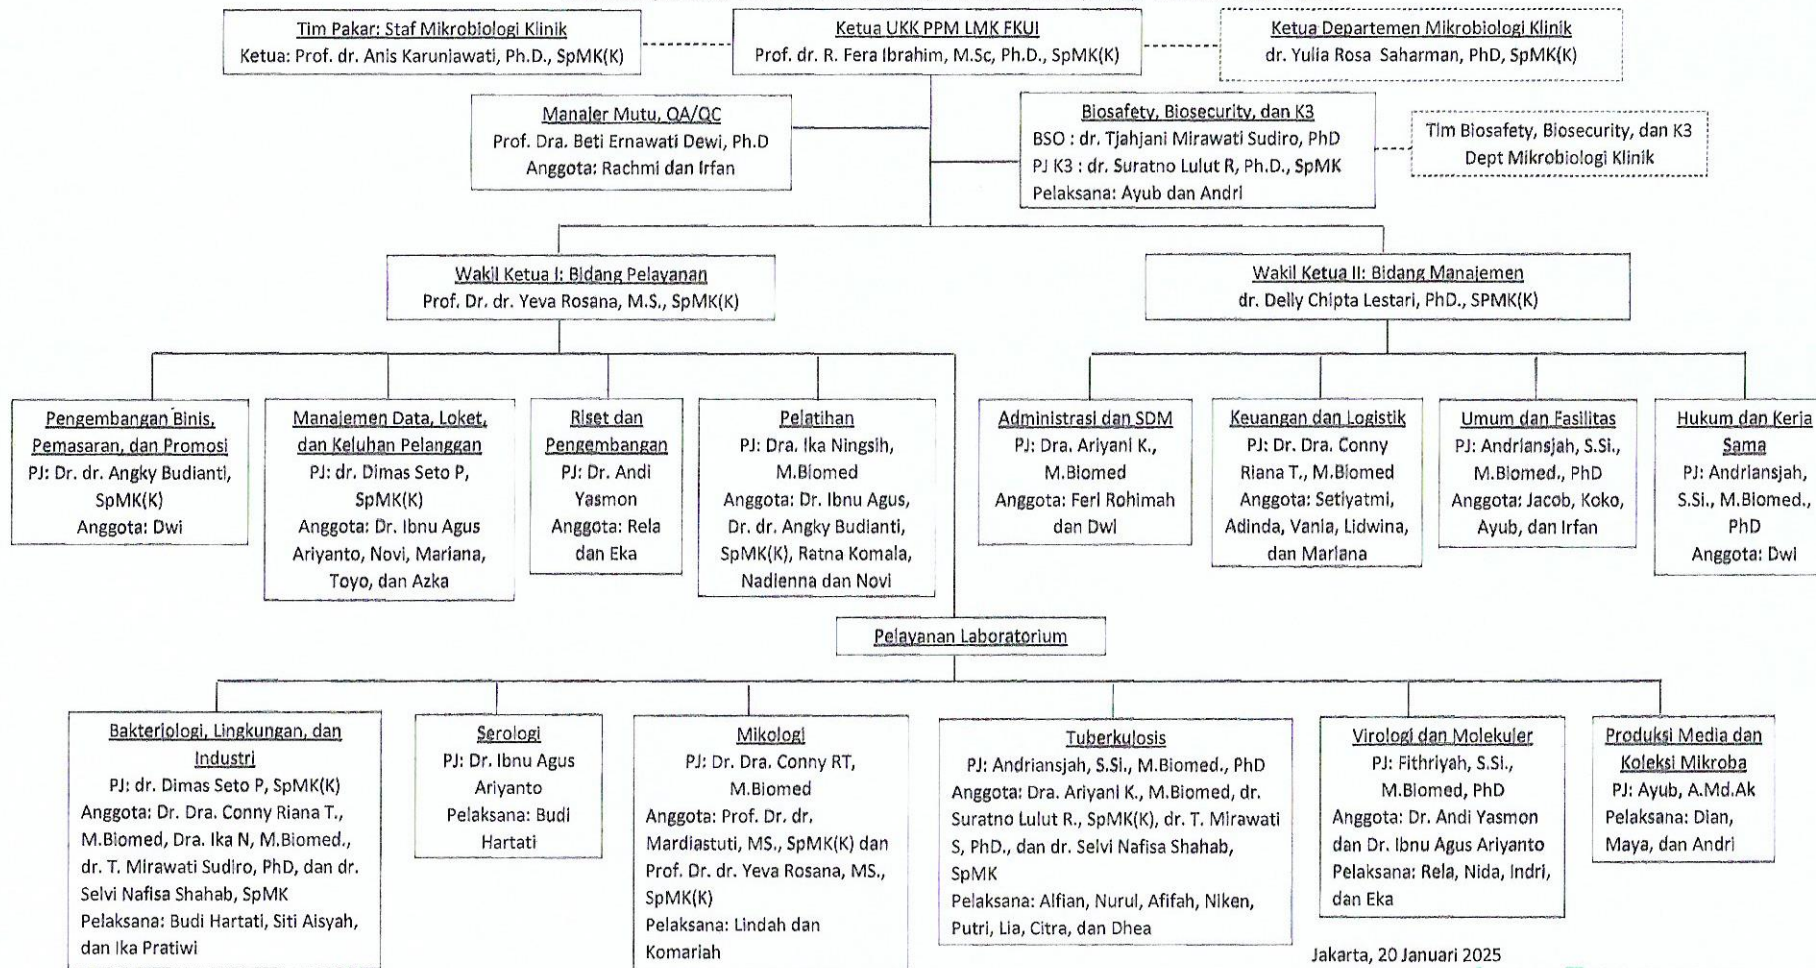 Tim Pakar: Staf Mikrobiologi Klinik
Ketua: Prof. dr. Anis Karuniawati, Ph.D., SpMK(K)
Ketua UKK PPM LMK FKUI
Prof. dr. R. Fera Ibrahim, M.Sc, Ph.D., SpMK(K)
Ketua Departemen Mikrobiologi Klinik
dr. Yulia Rosa Saharman, PhD, SpMK(K)
Manajer Mutu, QA/QC
Prof. Dra. Beti Ernawati Dewi, Ph.D
Anggota: Rachmi dan Irfan
Biosafety, Biosecurity, dan K3
BSO : dr. Tjahjani Mirawati Sudiro, PhD
PJ K3 : dr. Suratno Lulut R, Ph.D., SpMK
Pelaksana: Ayub dan Andri
Tim Biosafety, Biosecurity, dan K3
Dept Mikrobiologi Klinik
Wakil Ketua I: Bidang Pelayanan
Prof. Dr. dr. Yeva Rosana, M.S., SpMK(K)
Wakil Ketua II: Bidang Manajemen
dr. Delly Chipta Lestari, PhD., SPMK(K)
Pengembangan Binis,
Pemasaran, dan Promosi
PJ: Dr. dr. Angky Budianti,
SpMK(K)
Anggota: Dwi
Manajemen Data, Loket,
dan Keluhan Pelanggan
PJ: dr. Dimas Seto P,
SpMK(K)
Anggota: Dr. Ibnu Agus
Ariyanto, Novi, Mariana,
Toyo, dan Azka
Riset dan
Pengembangan
PJ: Dr. Andi
Yasmon
Anggota: Rela
dan Eka
Pelatihan
PJ: Dra. Ika Ningsih,
M.Biomed
Anggota: Dr. Ibnu Agus,
Dr. dr. Angky Budianti,
SpMK(K), Ratna Komala,
Nadienna dan Novi
Administrasi dan SDM
PJ: Dra. Ariyani K.,
M.Biomed
Anggota: Feri Rohimah
dan Dwi
Keuangan dan Logistik
PJ: Dr. Dra. Conny
Riana T., M.Biomed
Anggota: Setiyatmi,
Adinda, Vania, Lidwina,
dan Mariana
Umum dan Fasilitas
PJ: Andriansjah, S.Si.,
M.Biomed., PhD
Anggota: Jacob, Koko,
Ayub, dan Irfan
Hukum dan Kerja
Sama
PJ: Andriansjah,
S.Si., M.Biomed.,
PhD
Anggota: Dwi
Pelayanan Laboratorium
Bakteriologi, Lingkungan, dan
Industri
PJ: dr. Dimas Seto P, SpMK(K)
Anggota: Dr. Dra. Conny Riana T.,
M.Biomed, Dra. Ika N, M.Biomed.,
dr. T. Mirawati Sudiro, PhD, dan dr.
Selvi Nafisa Shahab, SpMK
Pelaksana: Budi Hartati, Siti Aisyah,
dan Ika Pratiwi
Serologi
PJ: Dr. Ibnu Agus
Ariyanto
Pelaksana: Budi
Hartati
Mikologi
PJ: Dr. Dra. Conny RT,
M.Biomed
Anggota: Prof. Dr. dr.
Mardiastuti, MS., SpMK(K) dan
Prof. Dr. dr. Yeva Rosana, MS.,
SpMK(K)
Pelaksana: Lindah dan
Komariah
Tuberkulosis
PJ: Andriansjah, S.Si., M.Biomed., PhD
Anggota: Dra. Ariyani K., M.Biomed, dr.
Suratno Lulut R., SpMK(K), dr. T. Mirawati
S, PhD., dan dr. Selvi Nafisa Shahab,
SpMK
Pelaksana: Alfian, Nurul, Afifah, Niken,
Putri, Lia, Citra, dan Dhea
Virologi dan Molekuler
PJ: Fithriyah, S.Si.,
M.Biomed, PhD
Anggota: Dr. Andi Yasmon
dan Dr. Ibnu Agus Ariyanto
Pelaksana: Rela, Nida, Indri,
dan Eka
Produksi Media dan
Koleksi Mikroba
PJ: Ayub, A.Md.Ak
Pelaksana: Dian,
Maya, dan Andri
Jakarta, 20 Januari 2025